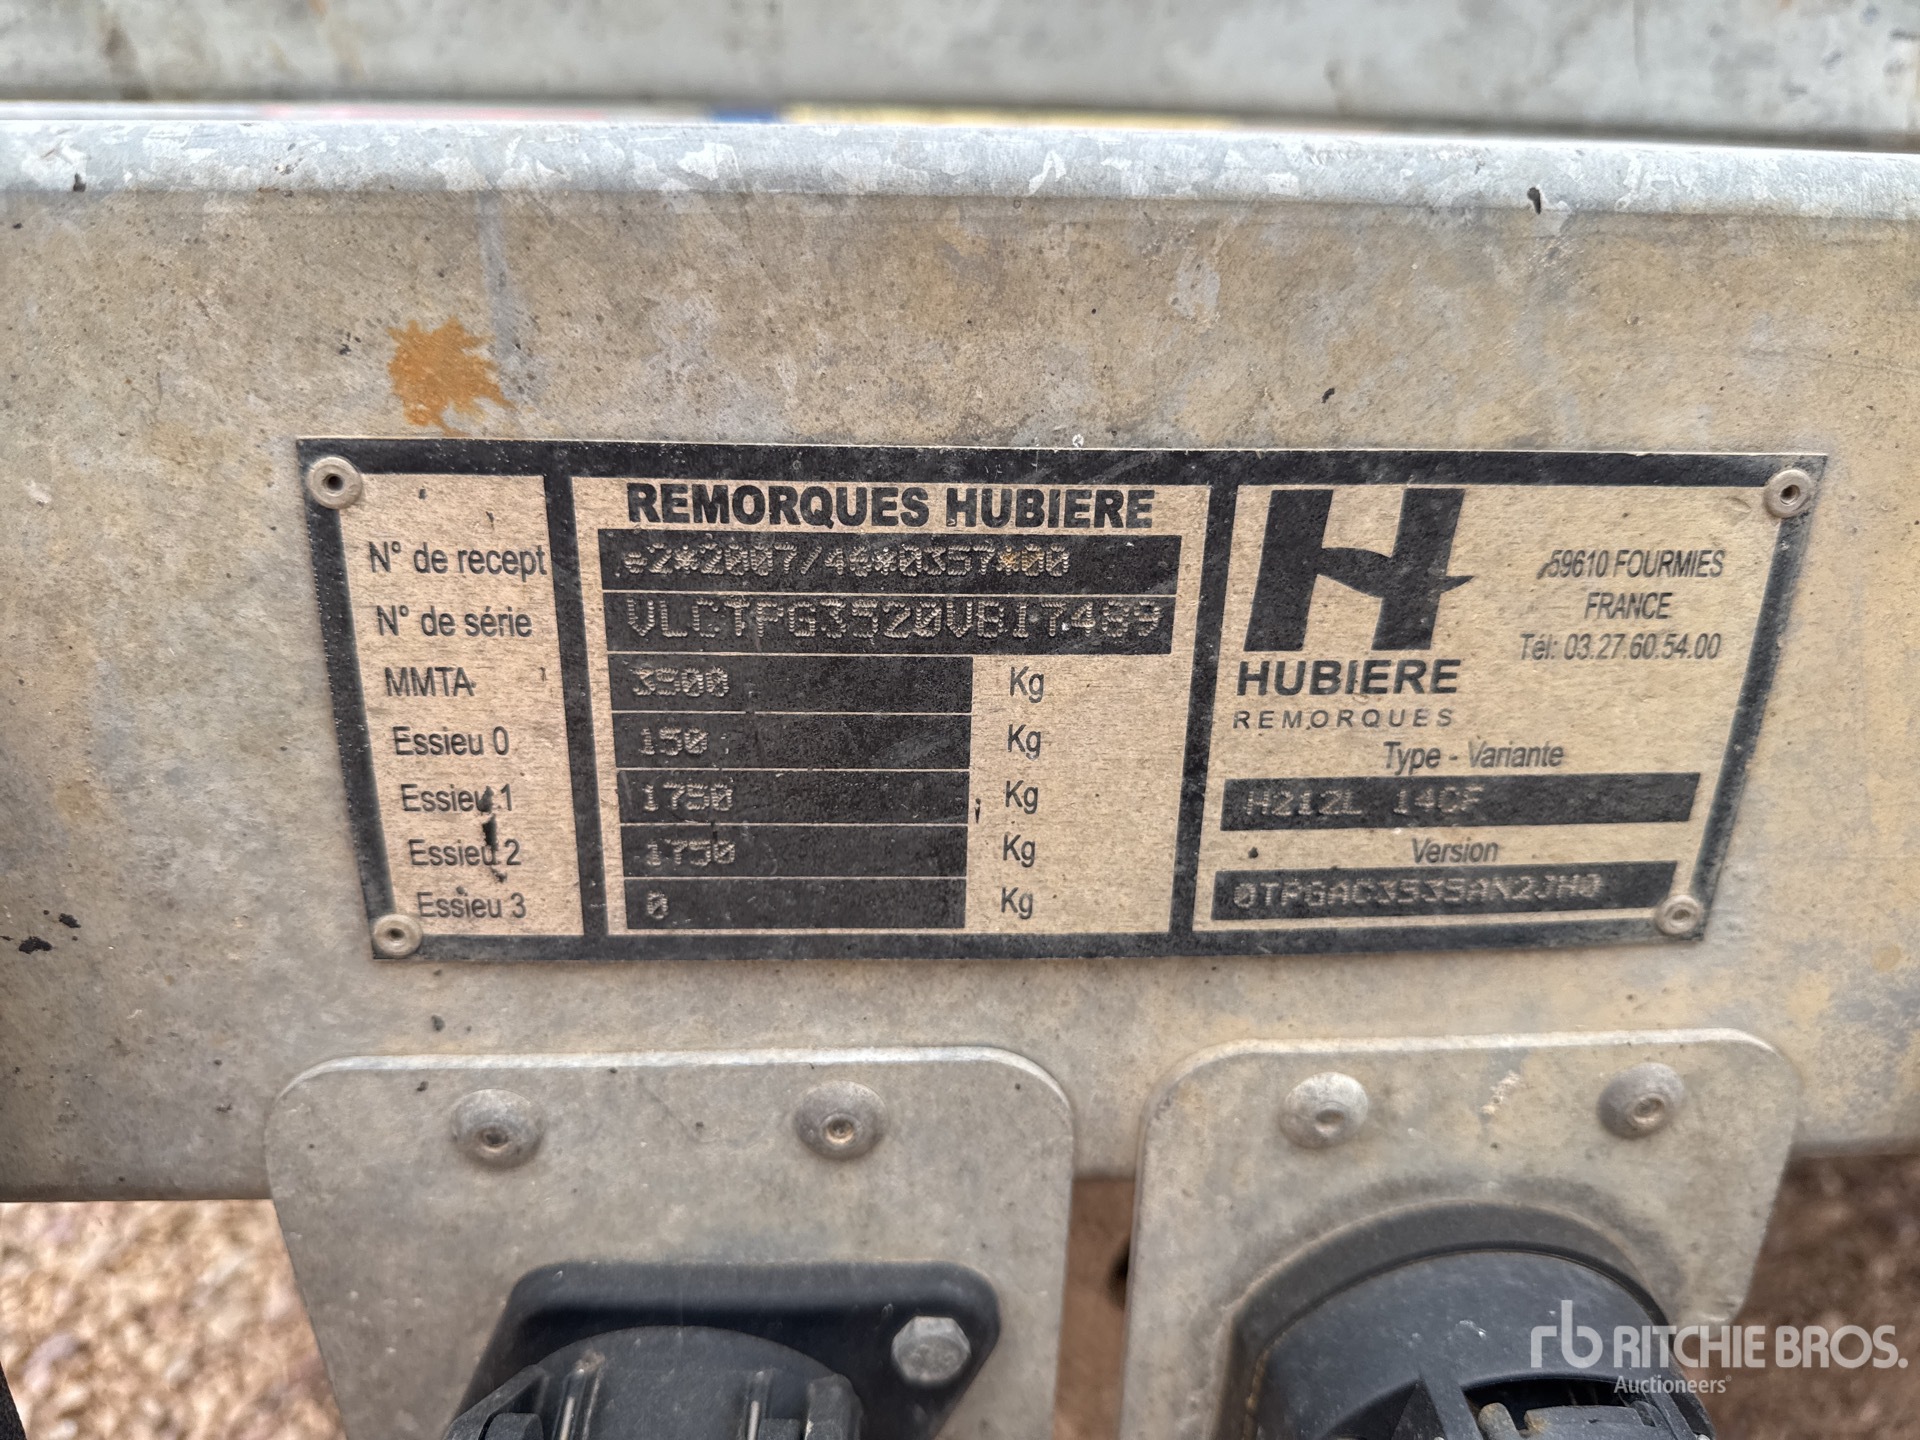 REMORQUES HUBIERE
N° de recept e2*2007/46*0357*00
N° de série VLCTPG3520VB17489
MMTA 3500 Kg
Essieu 0 150 Kg
Essieu 1 1750 Kg
Essieu 2 1750 Kg
Essieu 3 0 Kg
H
HUBIERE
REMORQUES
59610 FOURMIES
FRANCE
Tél: 03.27.60.54.00
Type - Variante
H212L 14CF
Version
0TPGAC3535AN2JH0
rb RITCHIE BROS.
Auctioneers